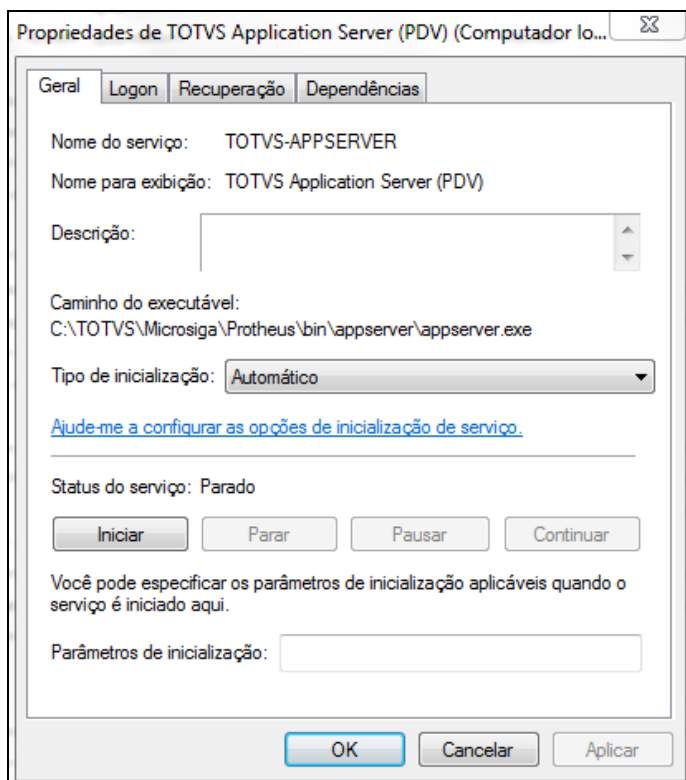 Propriedades de TOTVS Application Server (PDV) (Computador lo...
Geral Logon Recuperação Dependências
Nome do serviço: TOTVS-APPSERVER
Nome para exibição: TOTVS Application Server (PDV)
Descrição:
Caminho do executável:
C:\TOTVS\Microsiga\Protheus\bin\appserver\appserver.exe
Tipo de inicialização: Automático
Ajude-me a configurar as opções de inicialização de serviço.
Status do serviço: Parado
Iniciar Parar Pausar Continuar
Você pode especificar os parâmetros de inicialização aplicáveis quando o
serviço é iniciado aqui.
Parâmetros de inicialização:
OK Cancelar Aplicar